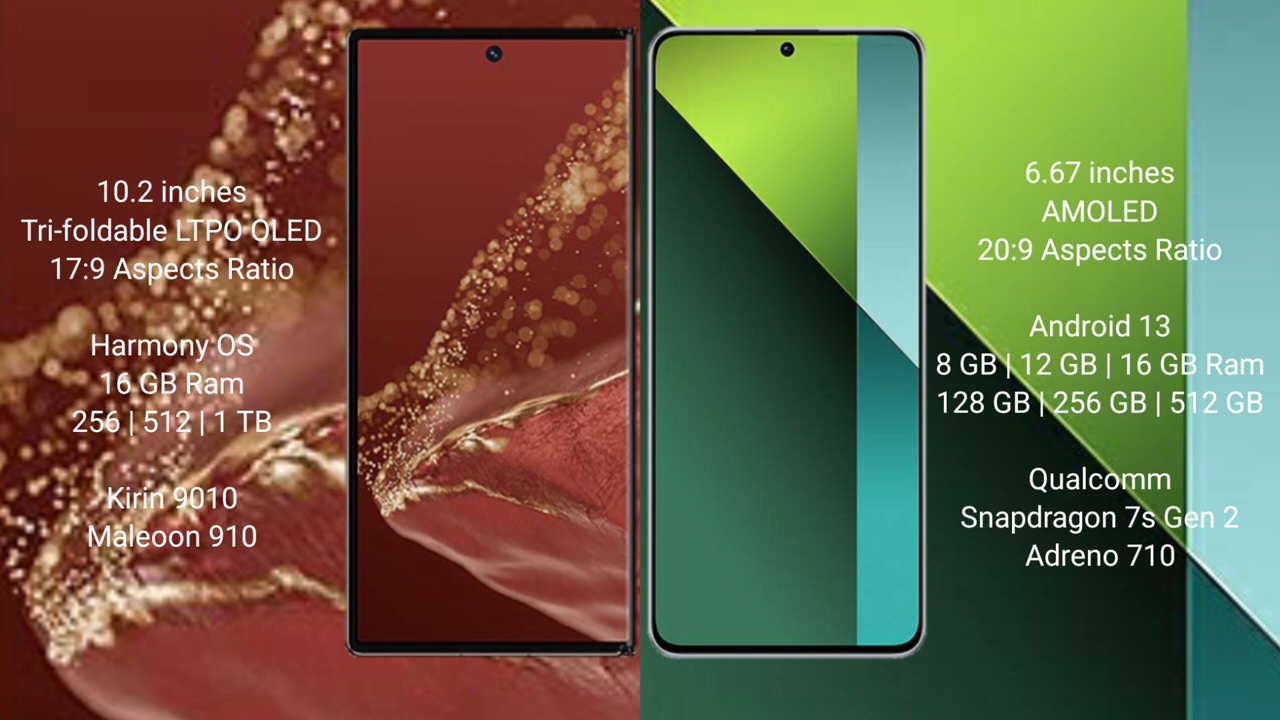 10.2 inches
Tri-foldable LTPO OLED
17:9 Aspects Ratio
Harmony OS
16 GB Ram
256 | 512 | 1 TB
Kirin 9010
Maleoon 910
6.67 inches
AMOLED
20:9 Aspects Ratio
Android 13
8 GB | 12 GB | 16 GB Ram
128 GB | 256 GB | 512 GB
Qualcomm
Snapdragon 7s Gen 2
Adreno 710